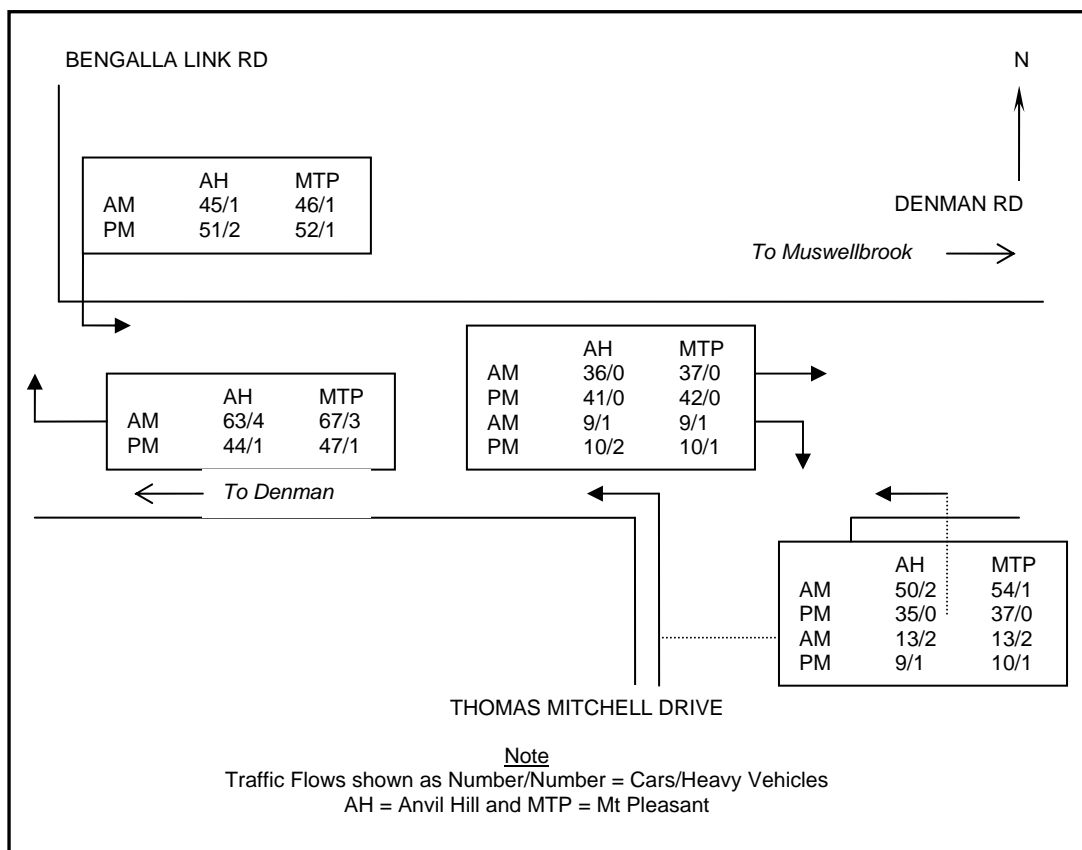 BENGALLA LINK RD
N
AH MTP
AM 45/1 46/1
PM 51/2 52/1
DENMAN RD
To Muswellbrook
AH MTP
AM 36/0 37/0
PM 41/0 42/0
AM 9/1 9/1
PM 10/2 10/1
AH MTP
AM 63/4 67/3
PM 44/1 47/1
To Denman
AH MTP
AM 50/2 54/1
PM 35/0 37/0
AM 13/2 13/2
PM 9/1 10/1
THOMAS MITCHELL DRIVE
Note
Traffic Flows shown as Number/Number = Cars/Heavy Vehicles
AH = Anvil Hill and MTP = Mt Pleasant